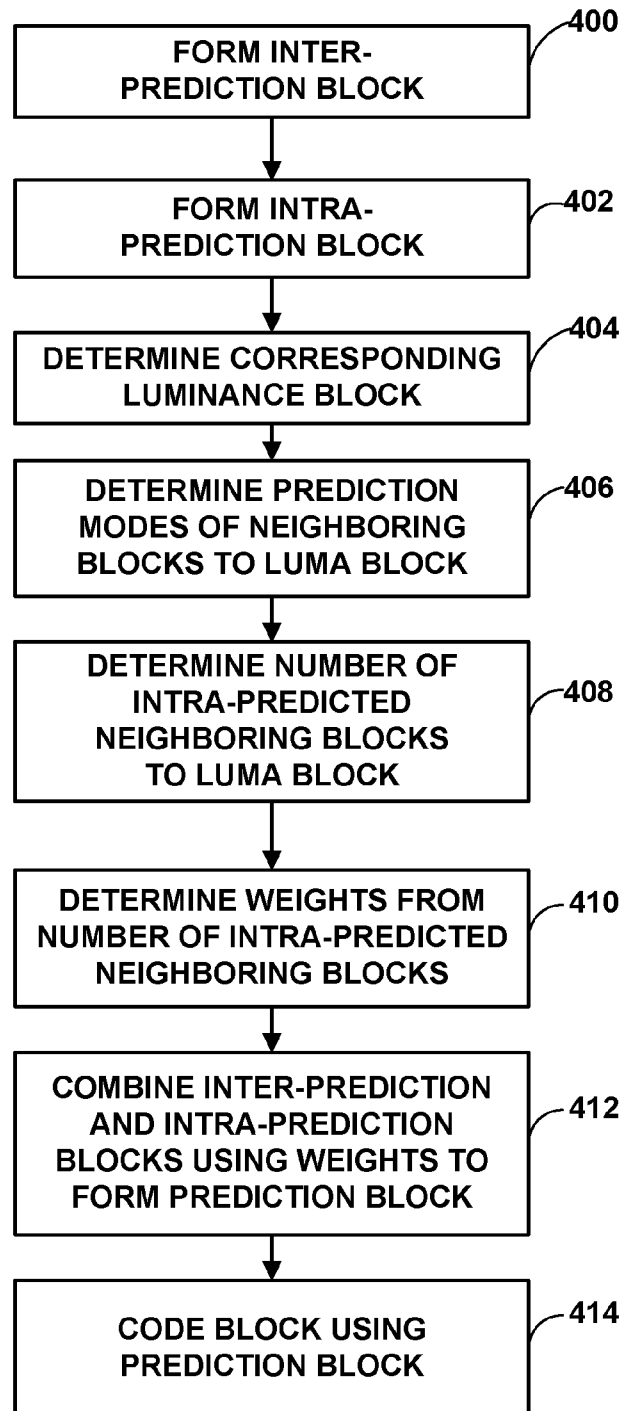 400
FORM INTER-
PREDICTION BLOCK
402
FORM INTRA-
PREDICTION BLOCK
404
DETERMINE CORRESPONDING
LUMINANCE BLOCK
406
DETERMINE PREDICTION
MODES OF NEIGHBORING
BLOCKS TO LUMA BLOCK
408
DETERMINE NUMBER OF
INTRA-PREDICTED
NEIGHBORING BLOCKS
TO LUMA BLOCK
410
DETERMINE WEIGHTS FROM
NUMBER OF INTRA-PREDICTED
NEIGHBORING BLOCKS
412
COMBINE INTER-PREDICTION
AND INTRA-PREDICTION
BLOCKS USING WEIGHTS TO
FORM PREDICTION BLOCK
414
CODE BLOCK USING
PREDICTION BLOCK